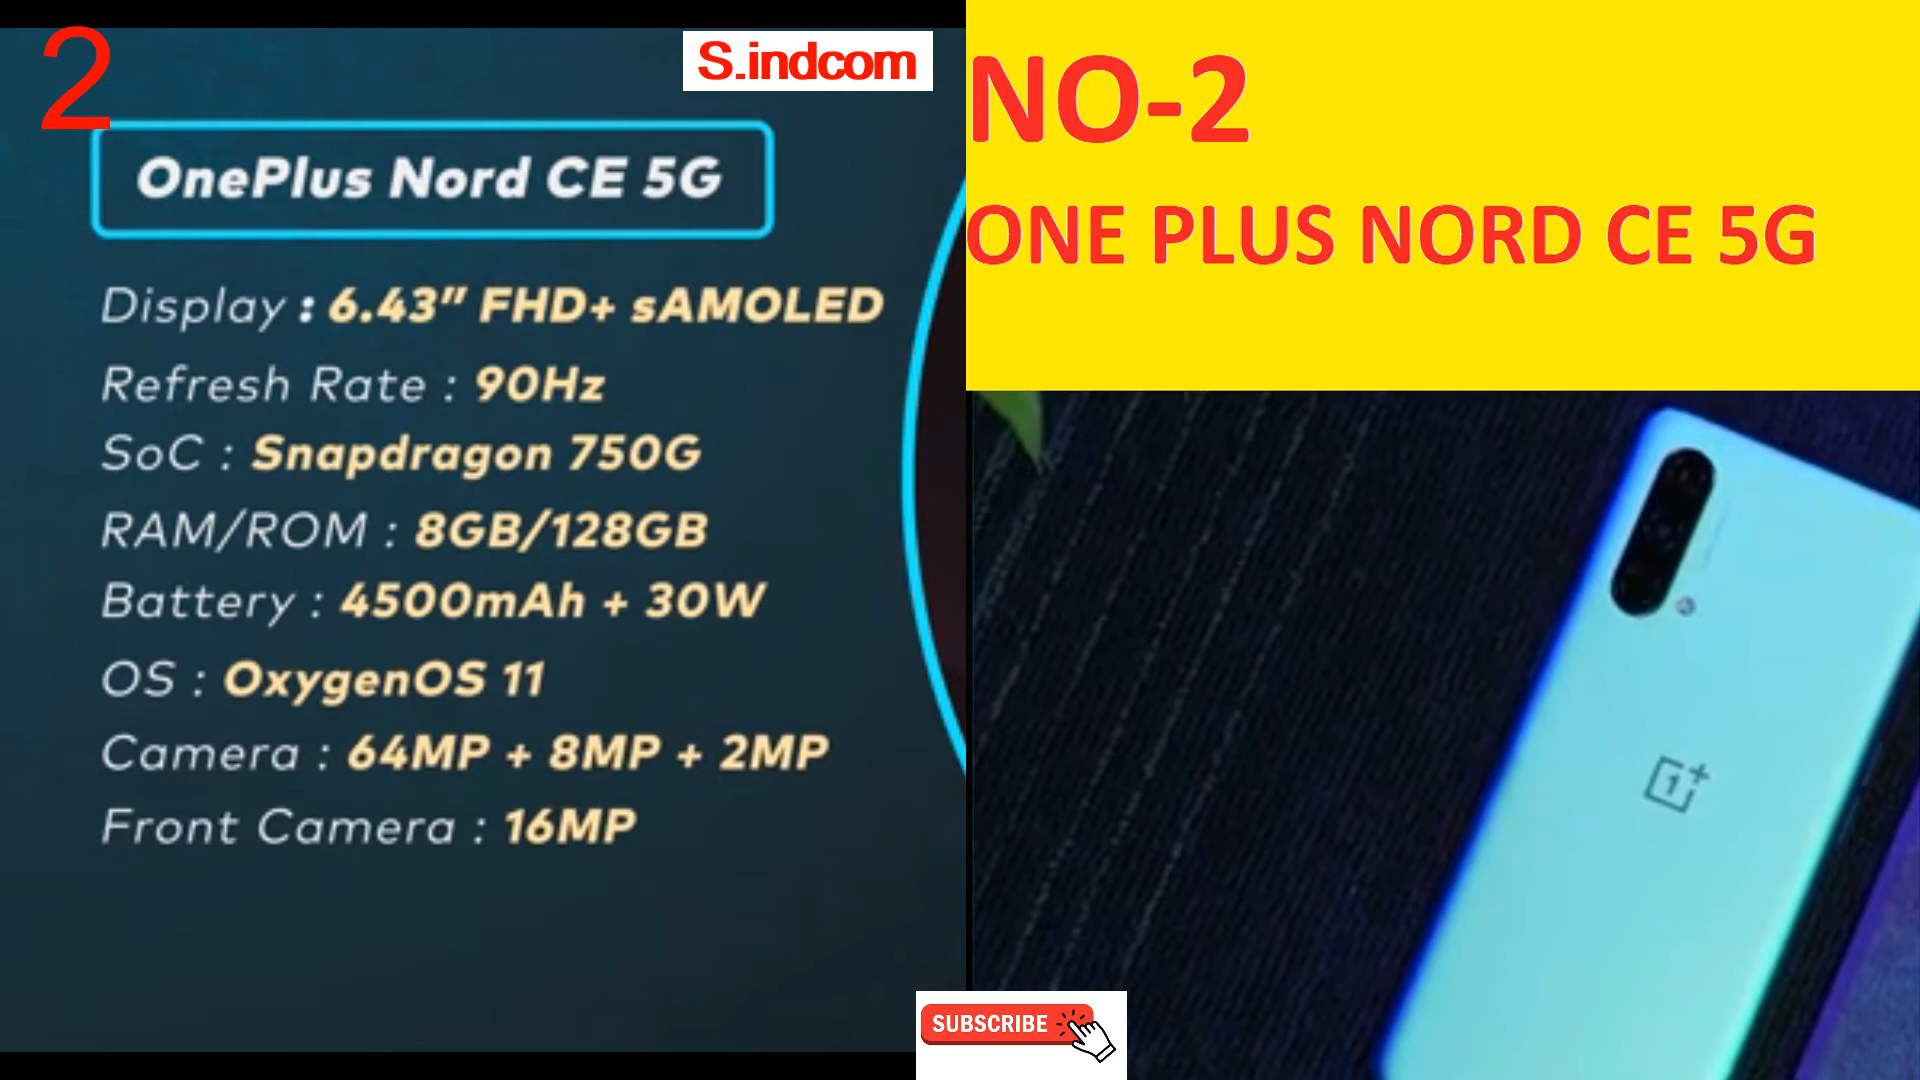 2
S.indcom
OnePlus Nord CE 5G
Display : 6.43" FHD+ sAMOLED
Refresh Rate : 90Hz
SoC : Snapdragon 750G
RAM/ROM : 8GB/128GB
Battery : 4500mAh + 30W
OS : OxygenOS 11
Camera : 64MP + 8MP + 2MP
Front Camera : 16MP
NO-2
ONE PLUS NORD CE 5G
1+
SUBSCRIBE